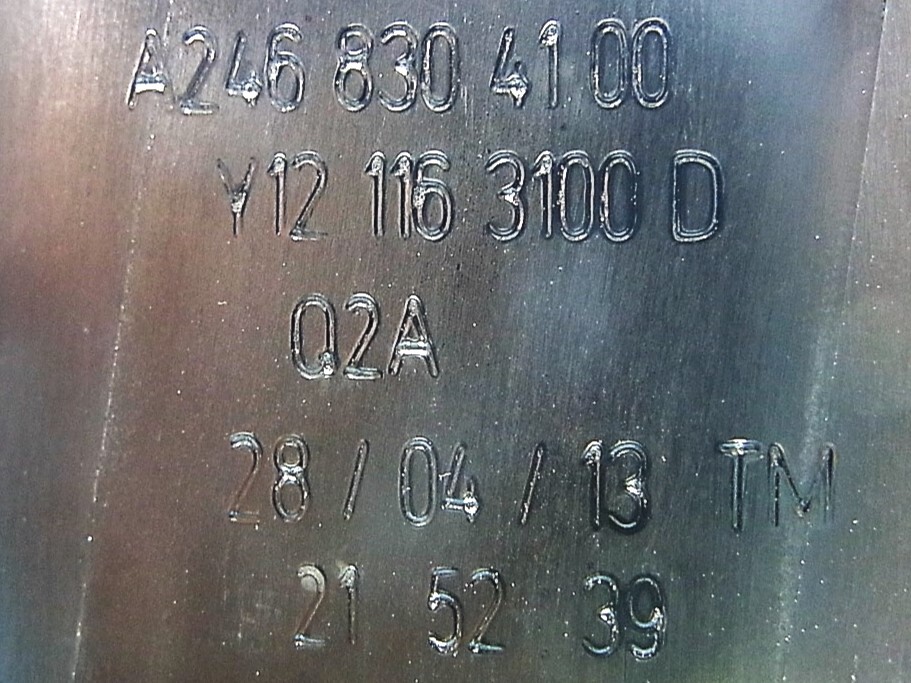 A246 830 41 00
Y12 116 3100 D
Q2A
28 / 04 / 13 TM
21 52 39